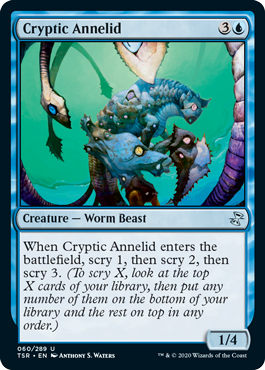 Cryptic Annelid 3
Creature — Worm Beast
When Cryptic Annelid enters the
battlefield, scry 1, then scry 2, then
scry 3. (To scry X, look at the top
X cards of your library, then put any
number of them on the bottom of your
library and the rest on top in any
order.)
1/4
060/289 U
TSR • EN Anthony S. Waters
™ & © 2020 Wizards of the Coast